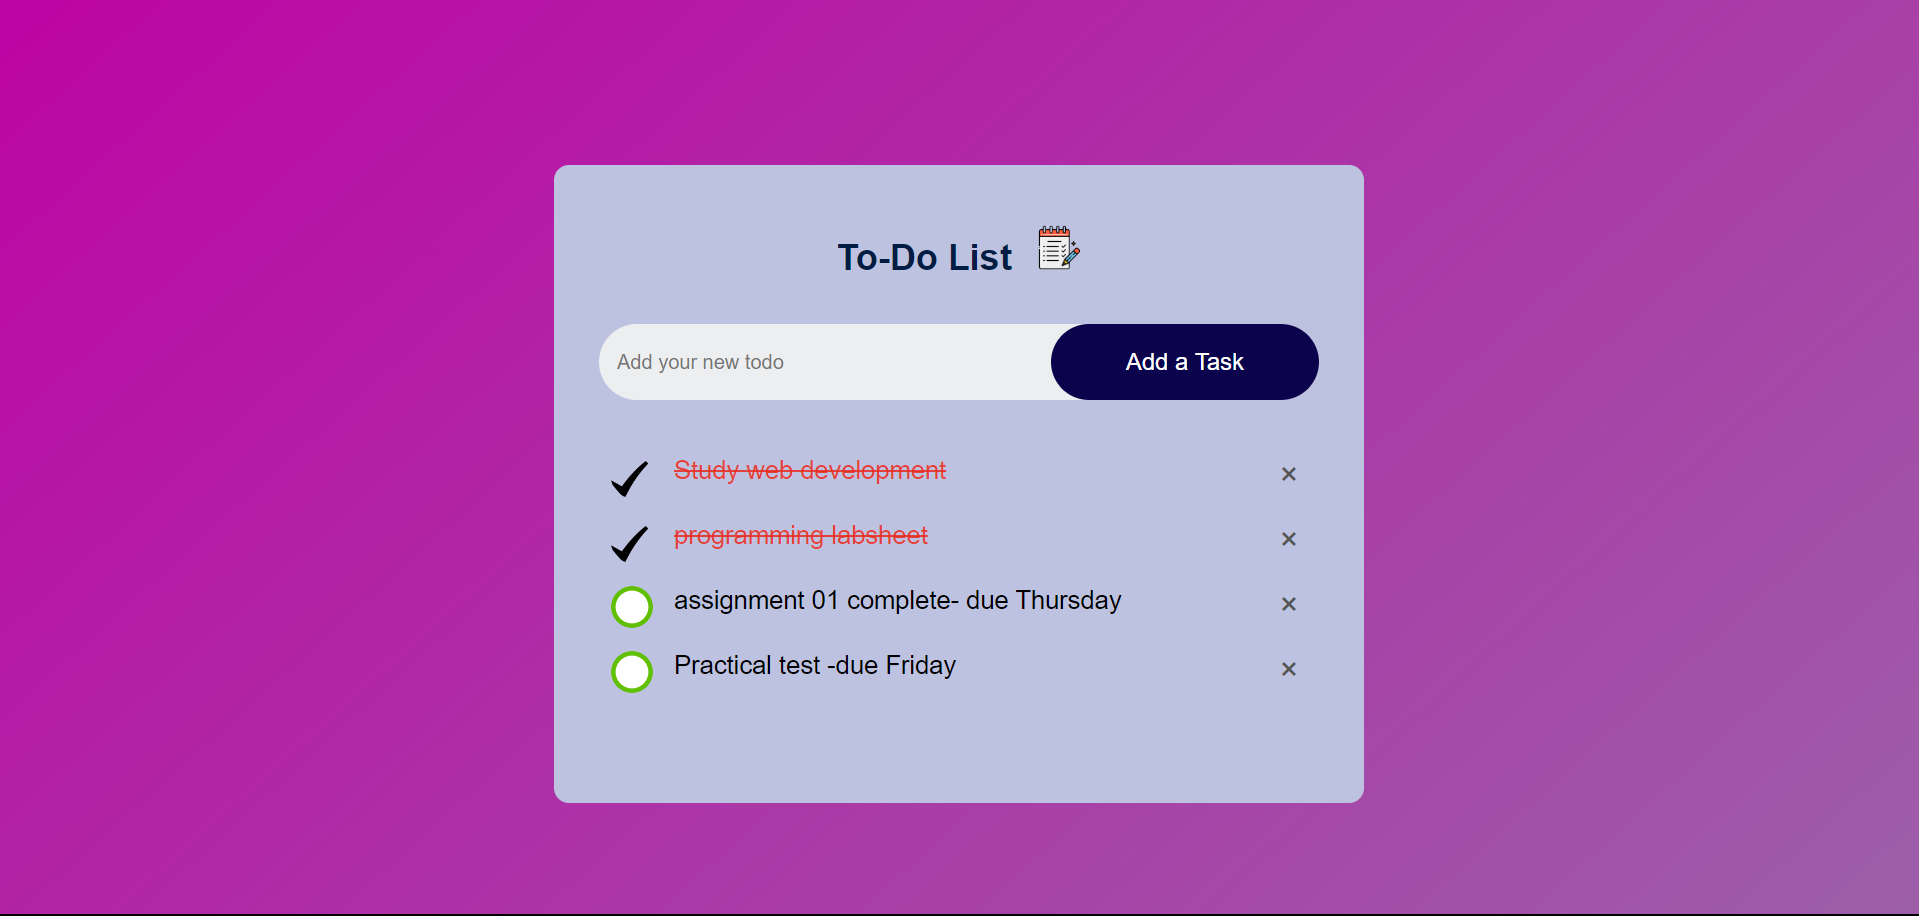 To-Do List
Add your new todo
Add a Task
Study web development
programming labsheet
assignment 01 complete- due Thursday
Practical test -due Friday